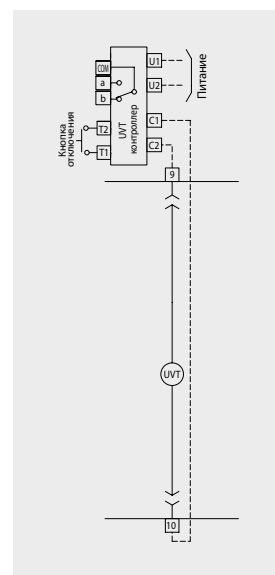 COM
a
b
T2
T1
Кнопка
отключения
UVT
контроллер
U1
U2
C1
C2
Питание
9
UVT
10